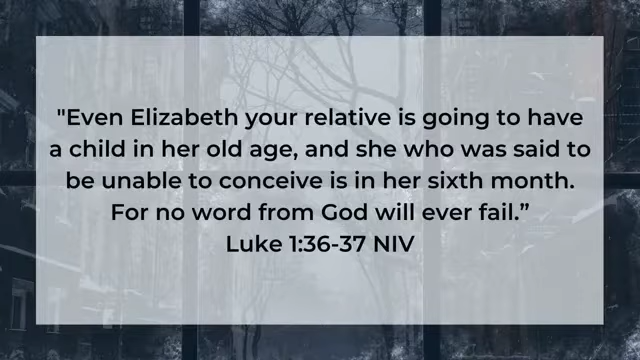 "Even Elizabeth your relative is going to have
a child in her old age, and she who was said to
be unable to conceive is in her sixth month.
For no word from God will ever fail.”
Luke 1:36-37 NIV